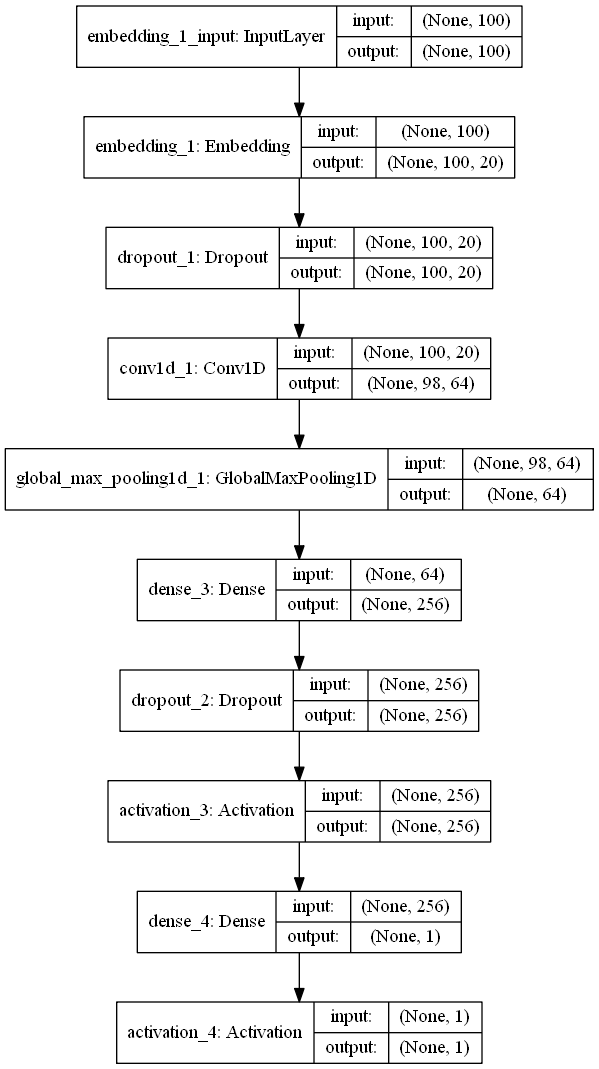 embedding_1_input: InputLayer
input: (None, 100)
output: (None, 100)
embedding_1: Embedding
input: (None, 100)
output: (None, 100, 20)
dropout_1: Dropout
input: (None, 100, 20)
output: (None, 100, 20)
conv1d_1: Conv1D
input: (None, 100, 20)
output: (None, 98, 64)
global_max_pooling1d_1: GlobalMaxPooling1D
input: (None, 98, 64)
output: (None, 64)
dense_3: Dense
input: (None, 64)
output: (None, 256)
dropout_2: Dropout
input: (None, 256)
output: (None, 256)
activation_3: Activation
input: (None, 256)
output: (None, 256)
dense_4: Dense
input: (None, 256)
output: (None, 1)
activation_4: Activation
input: (None, 1)
output: (None, 1)